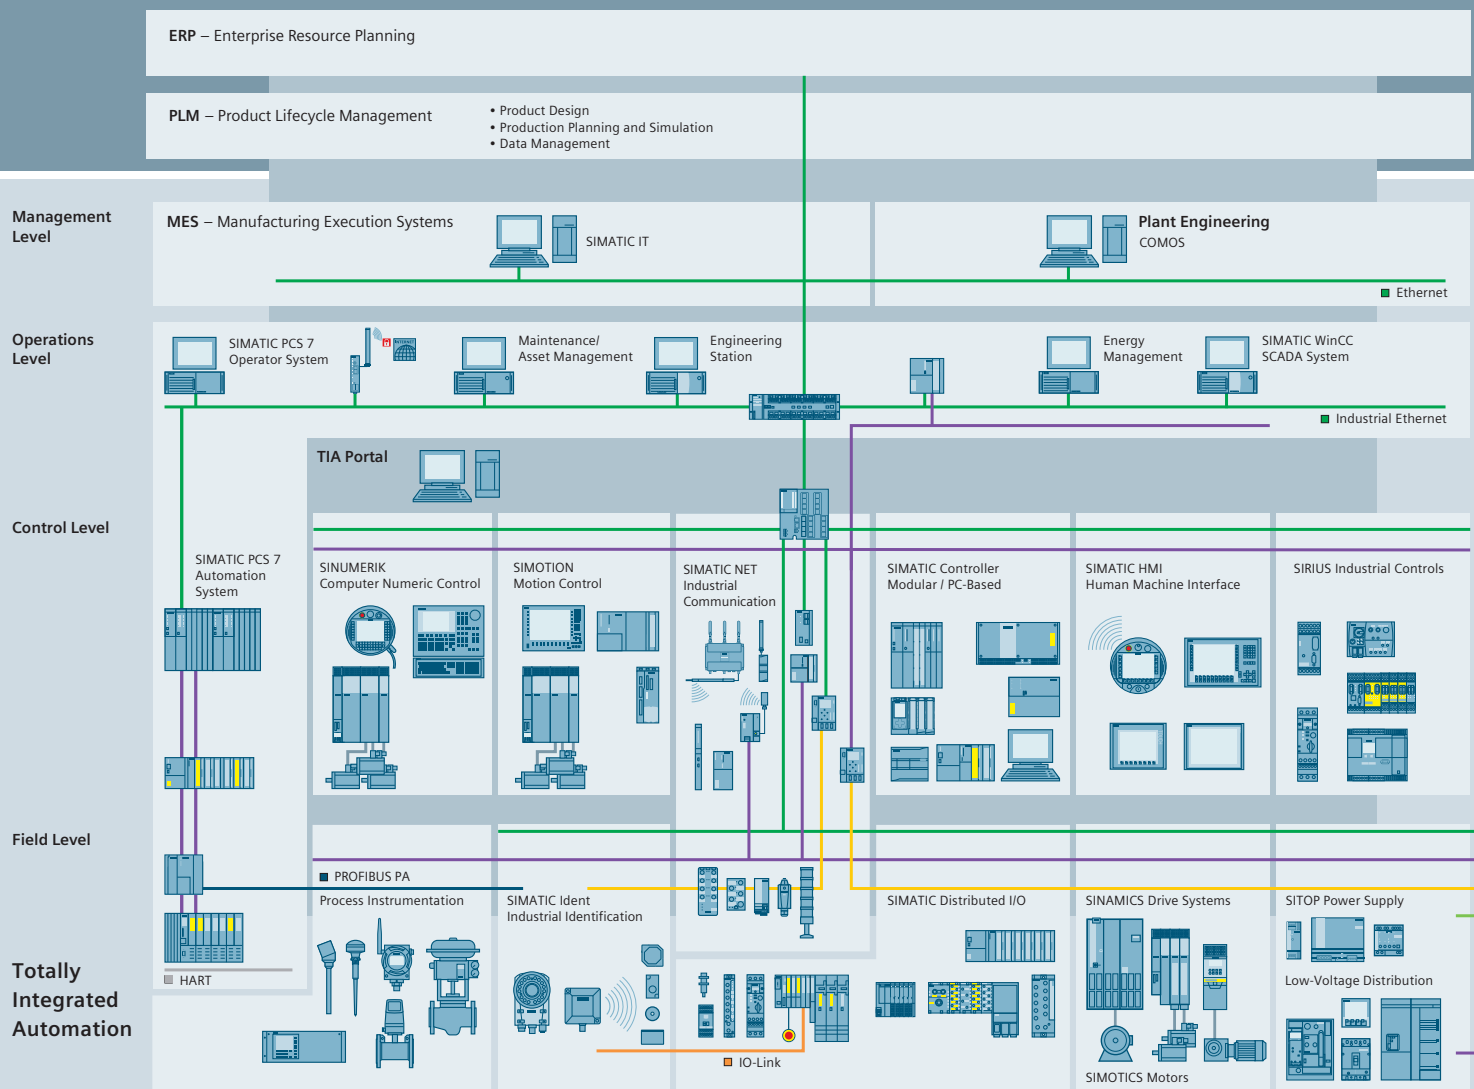 ERP – Enterprise Resource Planning
PLM – Product Lifecycle Management
• Product Design
• Production Planning and Simulation
• Data Management
Management
Level
MES – Manufacturing Execution Systems
SIMATIC IT
Plant Engineering
COMOS
Ethernet
Operations
Level
SIMATIC PCS 7
Operator System
INTERNET
Maintenance/
Asset Management
Engineering
Station
Energy
Management
SIMATIC WinCC
SCADA System
Industrial Ethernet
TIA Portal
Control Level
SIMATIC PCS 7
Automation
System
SINUMERIK
Computer Numeric Control
SIMOTION
Motion Control
SIMATIC NET
Industrial
Communication
SIMATIC Controller
Modular / PC-Based
SIMATIC HMI
Human Machine Interface
SIRIUS Industrial Controls
Field Level
PROFIBUS PA
Process Instrumentation
SIMATIC Ident
Industrial Identification
SIMATIC Distributed I/O
SINAMICS Drive Systems
SITOP Power Supply
Totally
Integrated
Automation
HART
Low-Voltage Distribution
IO-Link
SIMOTICS Motors